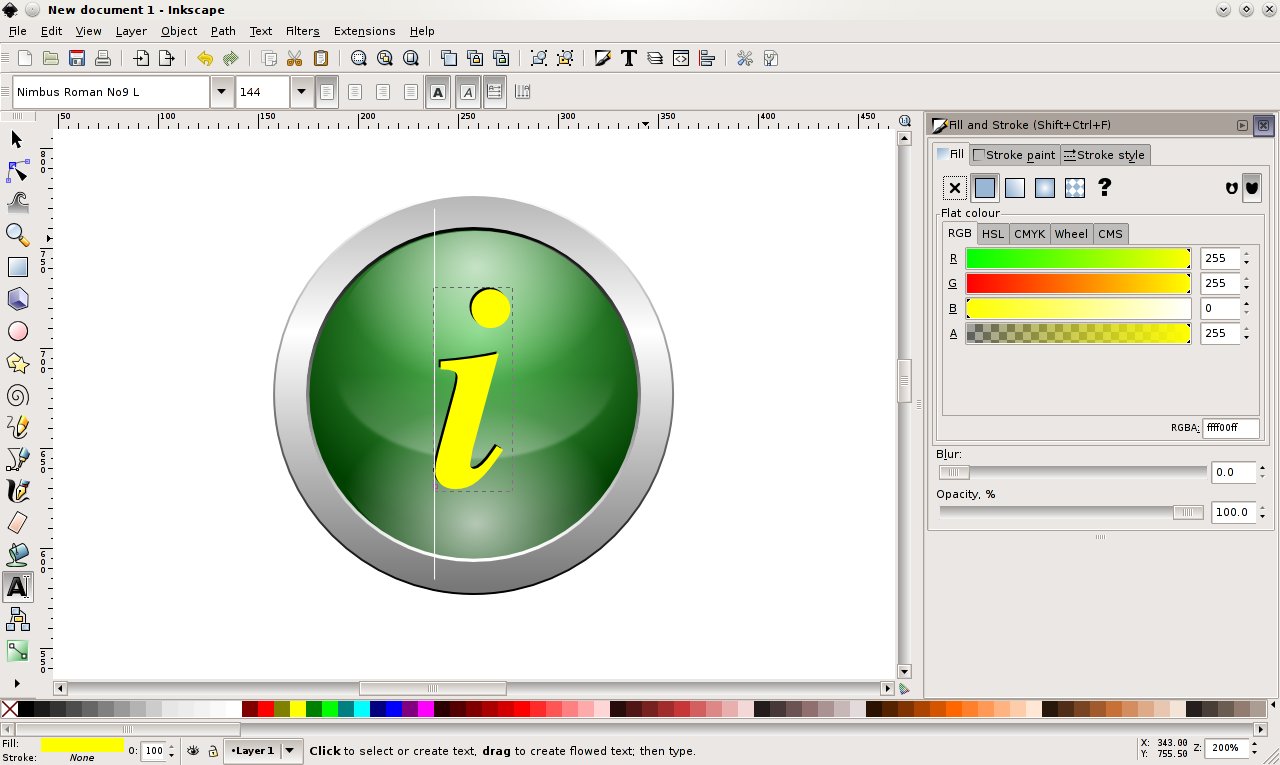 New document 1 - Inkscape
File Edit View Layer Object Path Text Filters Extensions Help
Nimbus Roman No9 L 144
50 100 150 200 250 300 350 400 450
Fill and Stroke (Shift+Ctrl+F)
Fill Stroke paint Stroke style
?
Flat colour
RGB HSL CMYK Wheel CMS
R 255
G 255
B 0
A 255
RGBA: ffff00ff
Blur:
0.0
Opacity, %
100.0
i
Fill:
Stroke: None
O: 100
•Layer 1
Click to select or create text, drag to create flowed text; then type.
X: 343.00
Y: 755.50
Z: 200%